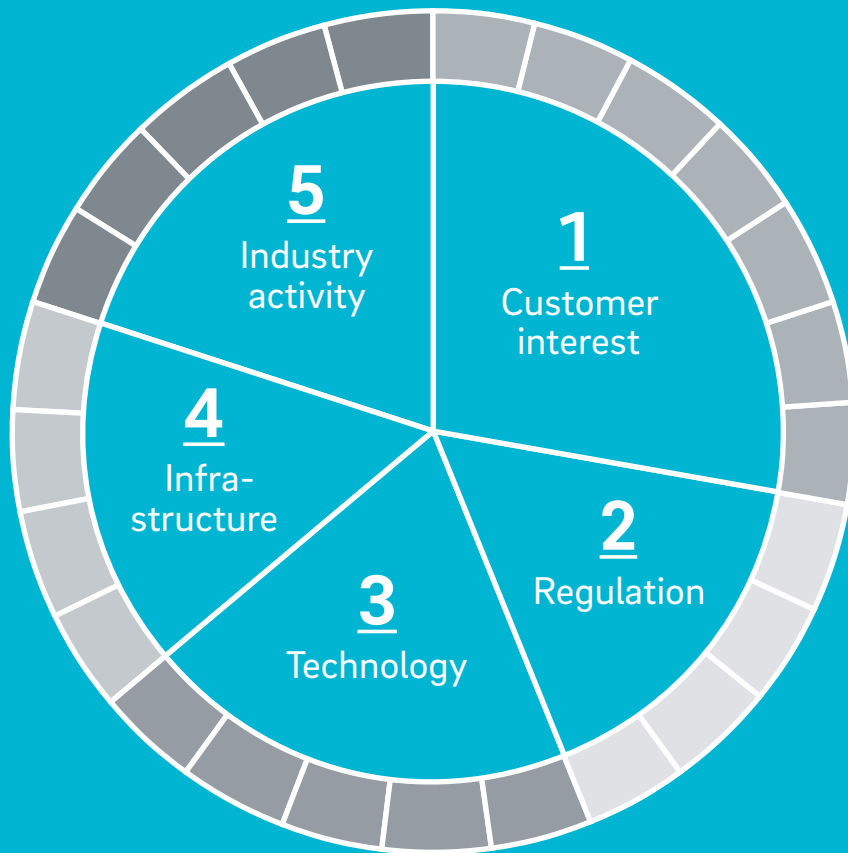 1
Customer
interest
2
Regulation
3
Technology
4
Infra-
structure
5
Industry
activity